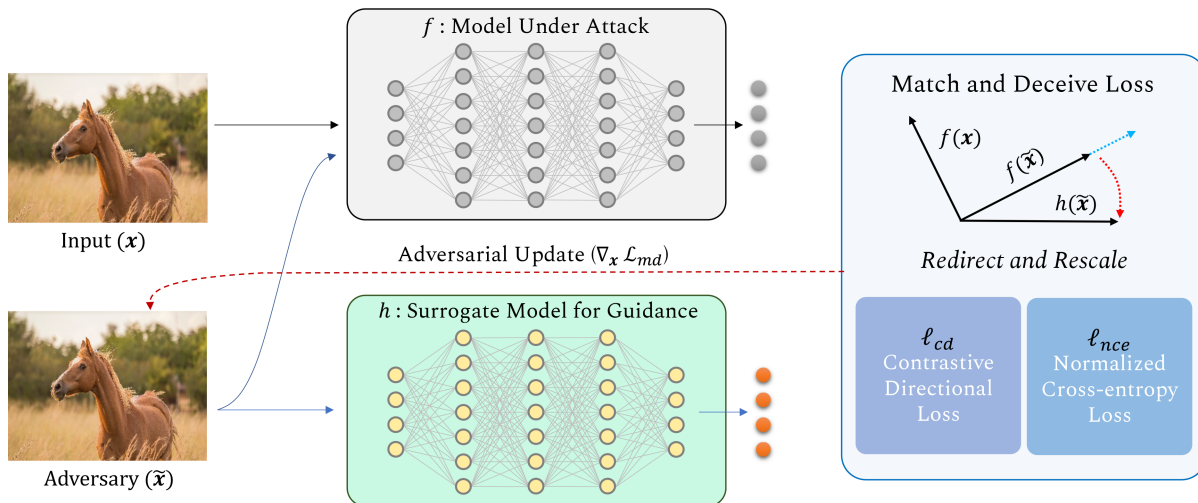 f : Model Under Attack
Input (x)
Adversarial Update (∇ₓ ℒₘd)
h : Surrogate Model for Guidance
Adversary (x̃)
Match and Deceive Loss
f(x)
f(x̃)
h(x̃)
Redirect and Rescale
ℓcd
Contrastive
Directional
Loss
ℓnce
Normalized
Cross-entropy
Loss